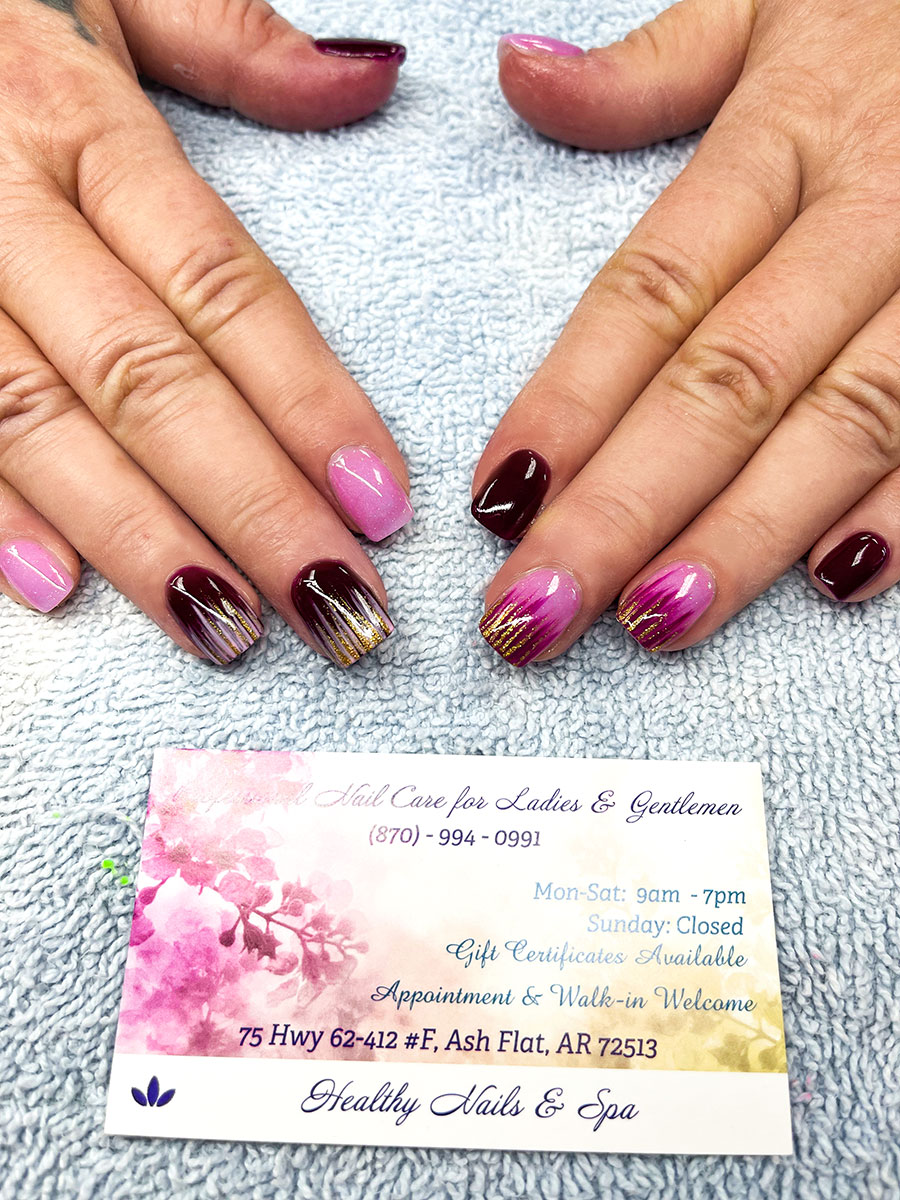 Professional Nail Care for Ladies & Gentlemen
(870) - 994 - 0991
Mon-Sat: 9am - 7pm
Sunday: Closed
Gift Certificates Available
Appointment & Walk-in Welcome
75 Hwy 62-412 #F, Ash Flat, AR 72513
Healthy Nails & Spa